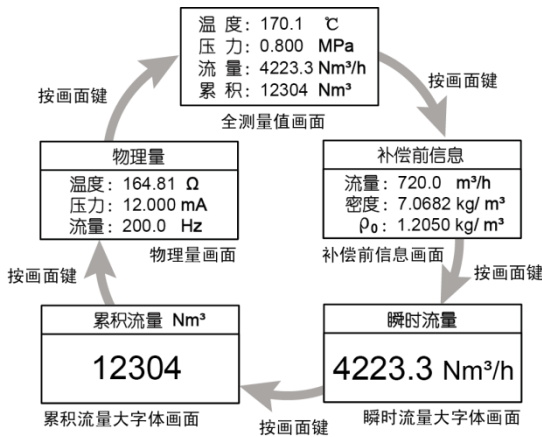 温 度：170.1 ℃
压 力：0.800 MPa
流 量：4223.3 Nm³/h
累 积：12304 Nm³
全测量值画面
按画面键
按画面键
物理量
温度：164.81 Ω
压力：12.000 mA
流量：200.0 Hz
物理量画面
补偿前信息
流量：720.0 m³/h
密度：7.0682 kg/ m³
ρ₀：1.2050 kg/ m³
补偿前信息画面
按画面键
按画面键
累积流量 Nm³
12304
累积流量大字体画面
瞬时流量
4223.3 Nm³/h
瞬时流量大字体画面
按画面键